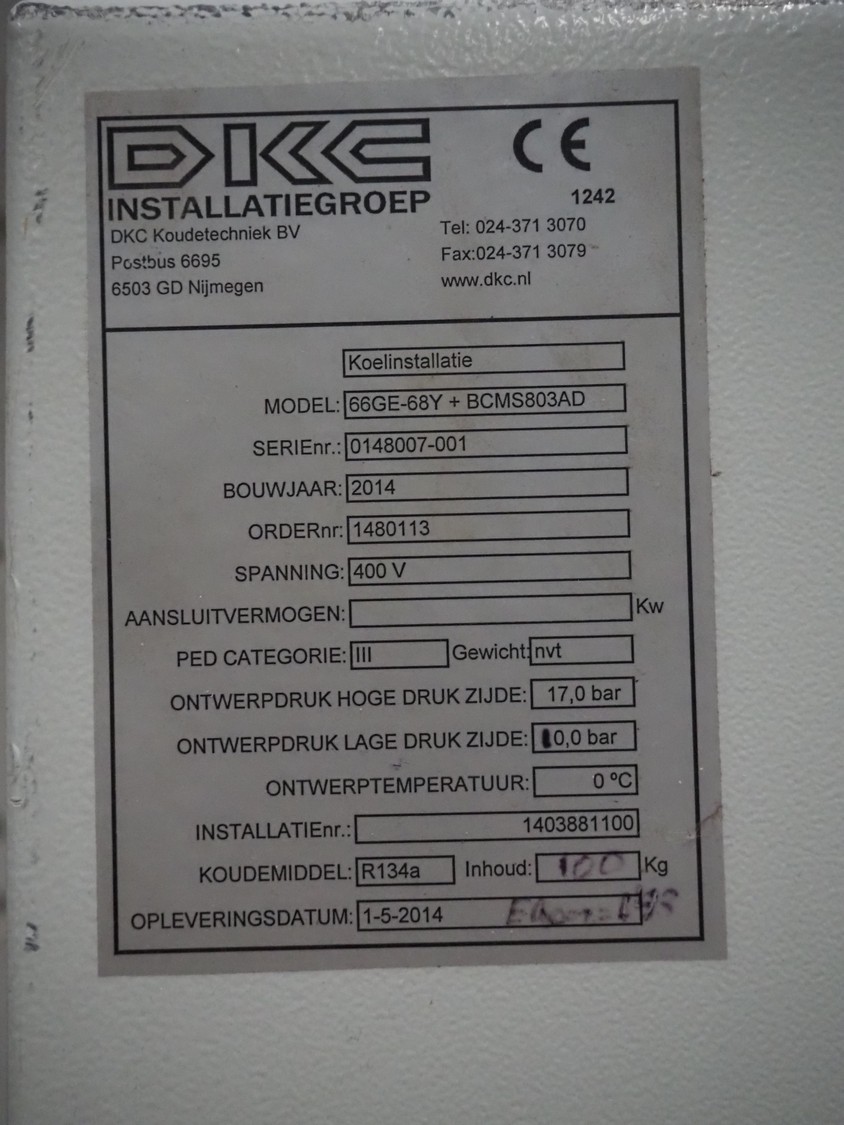 DKC
INSTALLATIEGROEP
CE
1242
DKC Koudetechniek BV
Postbus 6695
6503 GD Nijmegen
Tel: 024-371 3070
Fax:024-371 3079
www.dkc.nl
Koelinstallatie
MODEL: 66GE-68Y + BCMS803AD
SERIEnr.: 0148007-001
BOUWJAAR: 2014
ORDERnr: 1480113
SPANNING: 400 V
AANSLUITVERMOGEN: Kw
PED CATEGORIE: III Gewicht: nvt
ONTWERPDRUK HOGE DRUK ZIJDE: 17,0 bar
ONTWERPDRUK LAGE DRUK ZIJDE: 10,0 bar
ONTWERPTEMPERATUUR: 0 ºC
INSTALLATIEnr.: 1403881100
KOUDEMIDDEL: R134a Inhoud: 100 Kg
OPLEVERINGSDATUM: 1-5-2014